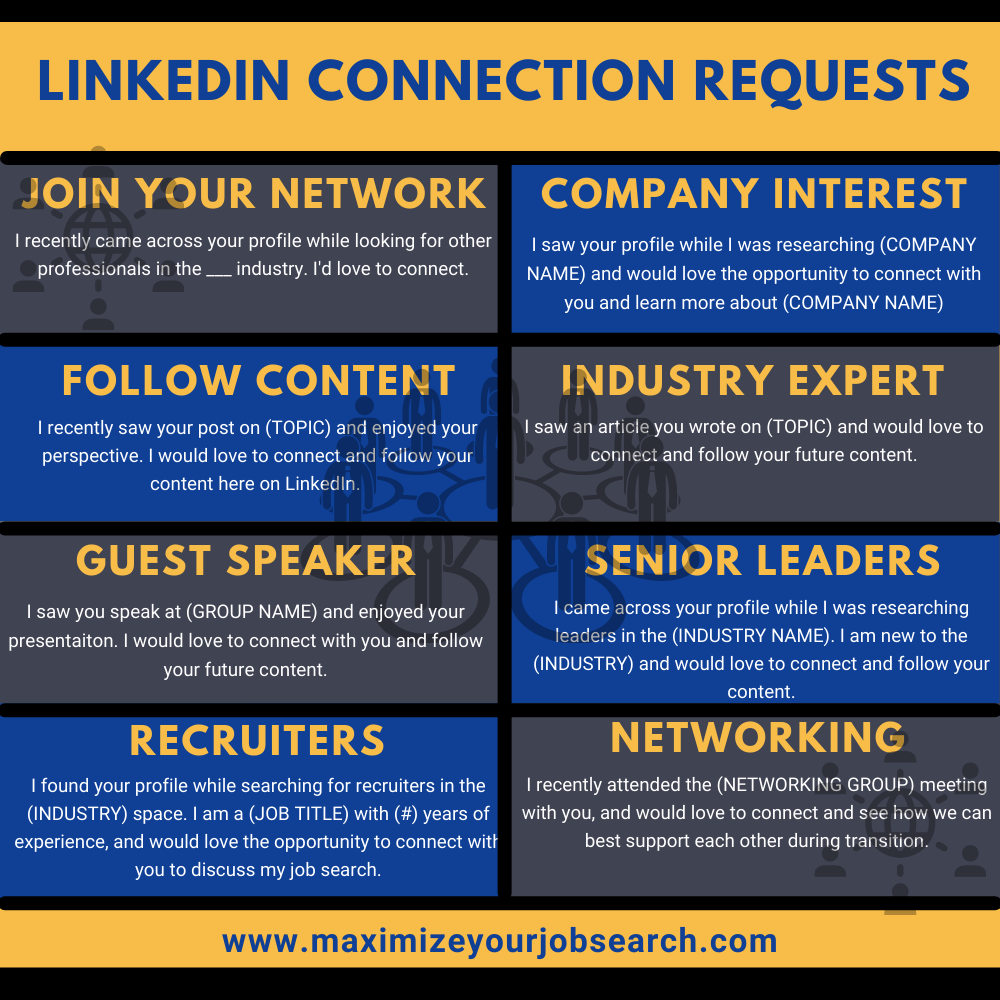 LINKEDIN CONNECTION REQUESTS
JOIN YOUR NETWORK
I recently came across your profile while looking for other
professionals in the ___ industry. I'd love to connect.
COMPANY INTEREST
I saw your profile while I was researching (COMPANY
NAME) and would love the opportunity to connect with
you and learn more about (COMPANY NAME)
FOLLOW CONTENT
I recently saw your post on (TOPIC) and enjoyed your
perspective. I would love to connect and follow your
content here on LinkedIn.
INDUSTRY EXPERT
I saw an article you wrote on (TOPIC) and would love to
connect and follow your future content.
GUEST SPEAKER
I saw you speak at (GROUP NAME) and enjoyed your
presentaiton. I would love to connect with you and follow
your future content.
SENIOR LEADERS
I came across your profile while I was researching
leaders in the (INDUSTRY NAME). I am new to the
(INDUSTRY) and would love to connect and follow your
content.
RECRUITERS
I found your profile while searching for recruiters in the
(INDUSTRY) space. I am a (JOB TITLE) with (#) years of
experience, and would love the opportunity to connect with
you to discuss my job search.
NETWORKING
I recently attended the (NETWORKING GROUP) meeting
with you, and would love to connect and see how we can
best support each other during transition.
www.maximizeyourjobsearch.com